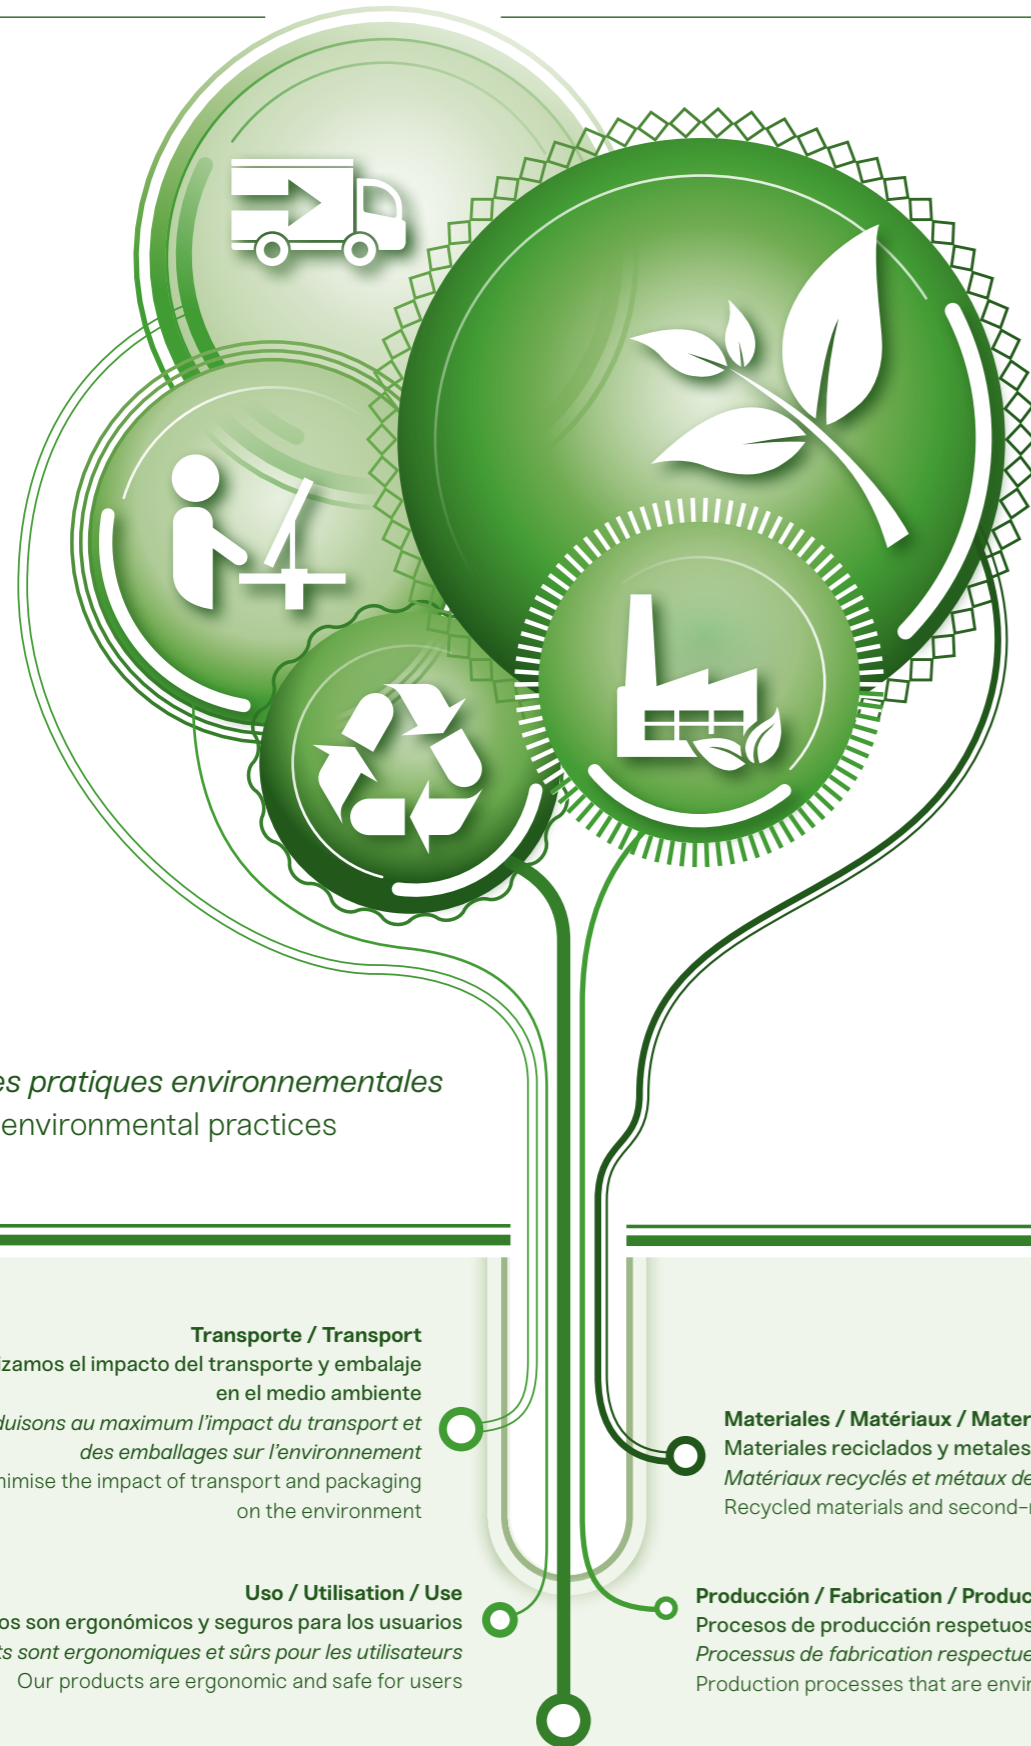 es pratiques environnementales
environmental practices
Transporte / Transport
izamos el impacto del transporte y embalaje
en el medio ambiente
duisons au maximum l'impact du transport et
des emballages sur l'environnement
nimise the impact of transport and packaging
on the environment
Uso / Utilisation / Use
os son ergonómicos y seguros para los usuarios
ts sont ergonomiques et sûrs pour les utilisateurs
Our products are ergonomic and safe for users
Materiales / Matériaux / Mater
Materiales reciclados y metales
Matériaux recyclés et métaux de
Recycled materials and second-
Producción / Fabrication / Produc
Procesos de producción respetuos
Processus de fabrication respectue
Production processes that are envir